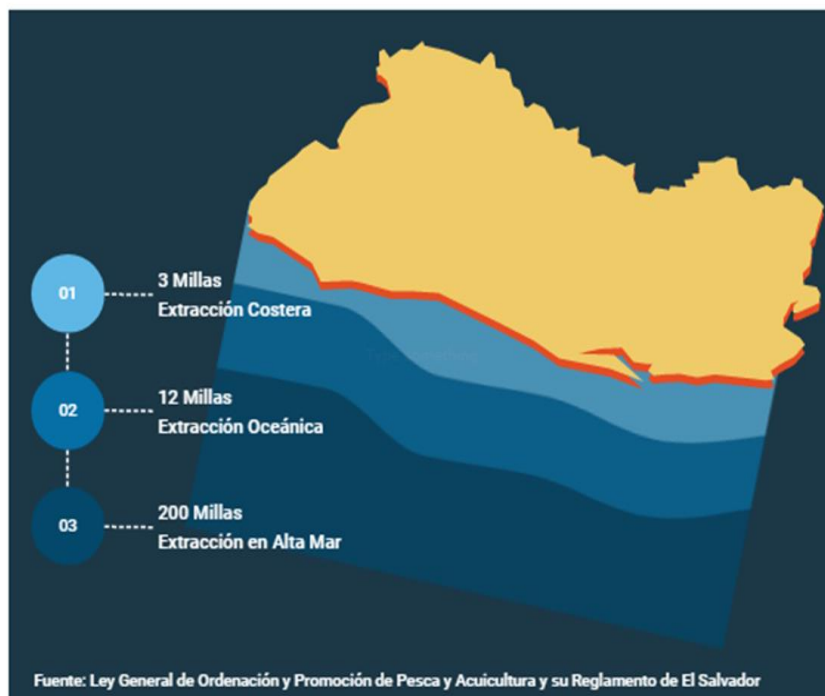 01
3 Millas
Extracción Costera
02
12 Millas
Extracción Oceánica
03
200 Millas
Extracción en Alta Mar
Fuente: Ley General de Ordenación y Promoción de Pesca y Acuicultura y su Reglamento de El Salvador